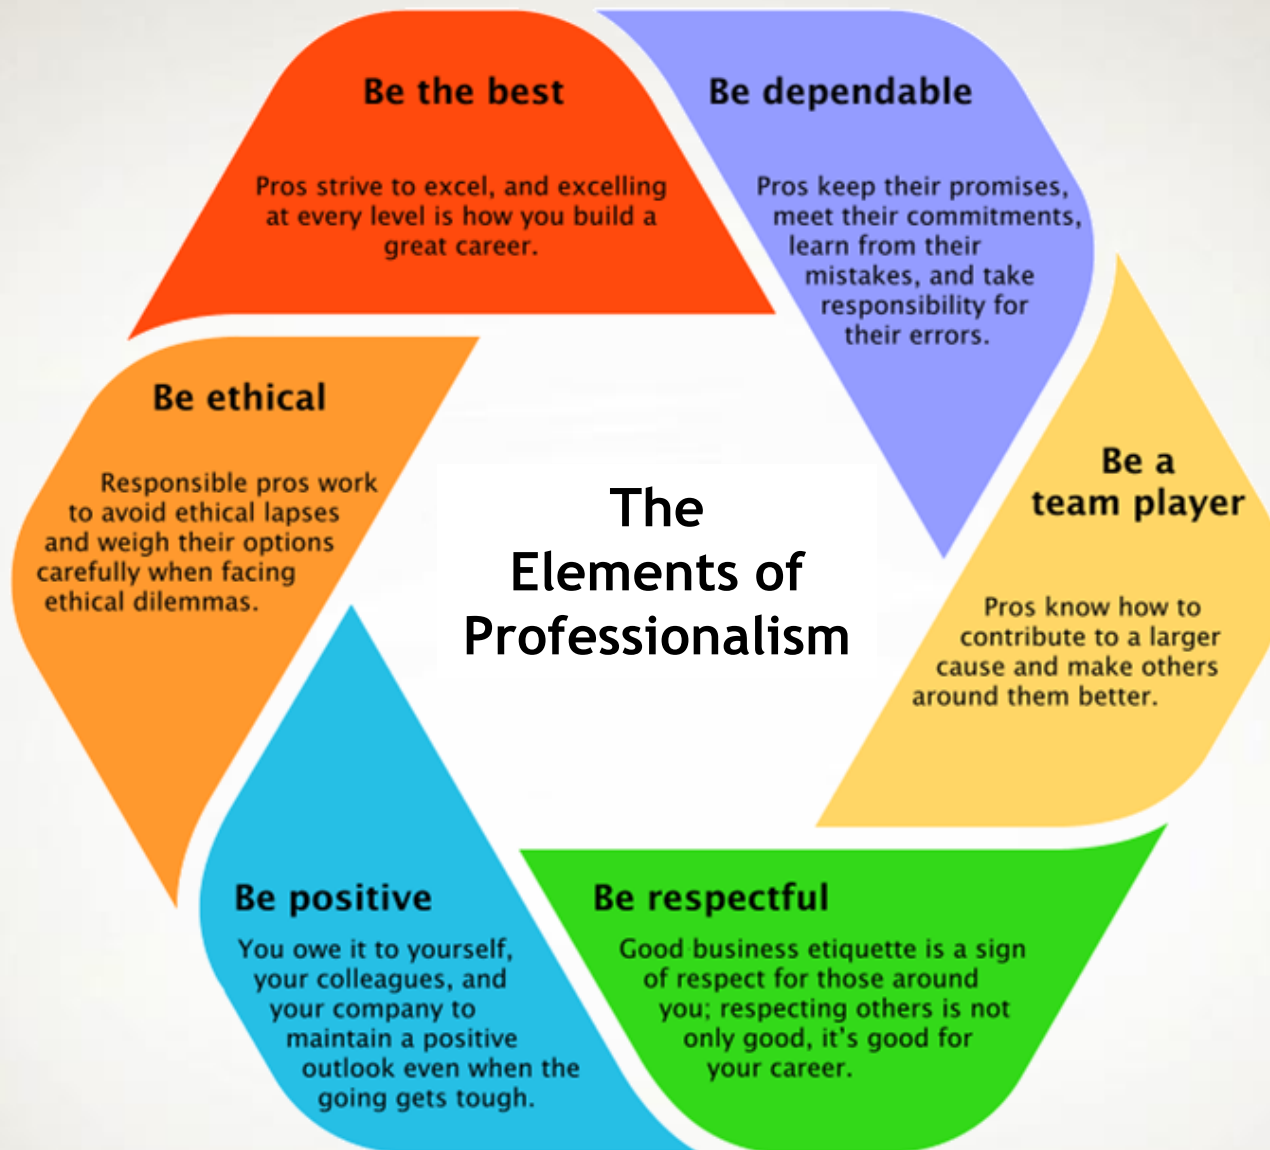 Be the best
Pros strive to excel, and excelling
at every level is how you build a
great career.
Be dependable
Pros keep their promises,
meet their commitments,
learn from their
mistakes, and take
responsibility for
their errors.
Be a
team player
Pros know how to
contribute to a larger
cause and make others
around them better.
Be respectful
Good business etiquette is a sign
of respect for those around
you; respecting others is not
only good, it's good for
your career.
Be positive
You owe it to yourself,
your colleagues, and
your company to
maintain a positive
outlook even when the
going gets tough.
Be ethical
Responsible pros work
to avoid ethical lapses
and weigh their options
carefully when facing
ethical dilemmas.
The
Elements of
Professionalism